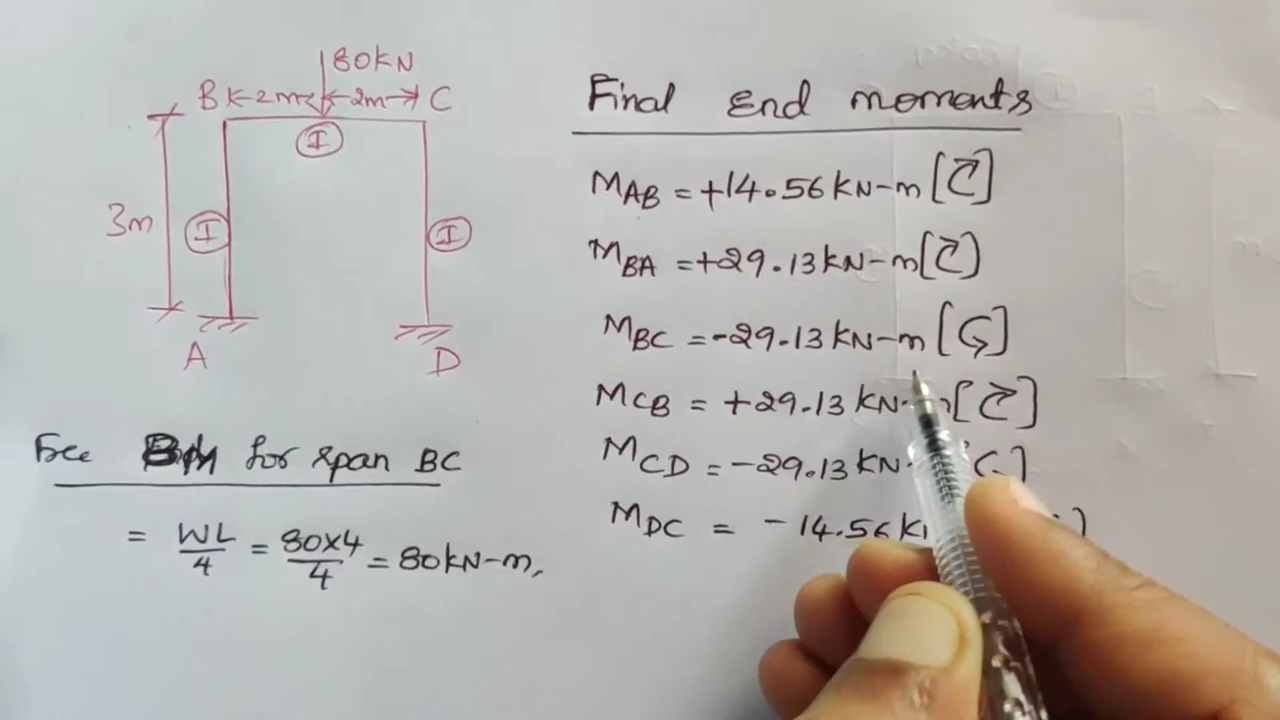 80KN
B 2m 2m C
I
3m I I
A D
Free BM for span BC
= WL/4 = 80×4/4 = 80kN-m,
Final End moments
MAB = +14.56 KN-m [↻]
MBA = +29.13 KN-m [↻]
MBC = -29.13 KN-m [↺]
MCB = +29.13 KN- [↻]
MCD = -29.13 KN-
MDC = -14.56